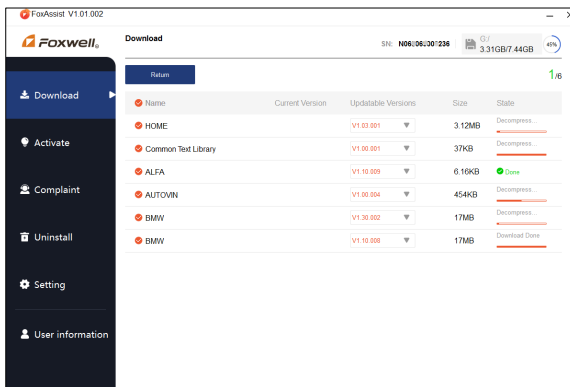 FoxAssist V1.01.002
FOXWELL®
Download
G:/
3.31GB/7.44GB
45%
SN:
Return
1/6
Download
Name Current Version Updatable Versions Size State
HOME V1.03.001 3.12MB Decompress...
Activate
Common Text Library V1.00.001 37KB Decompress...
ALFA V1.10.009 6.16KB Done
Complaint
AUTOVIN V1.00.004 454KB Decompress...
BMW V1.30.002 17MB Decompress...
Uninstall
BMW V1.10.008 17MB Download Done
Setting
User information